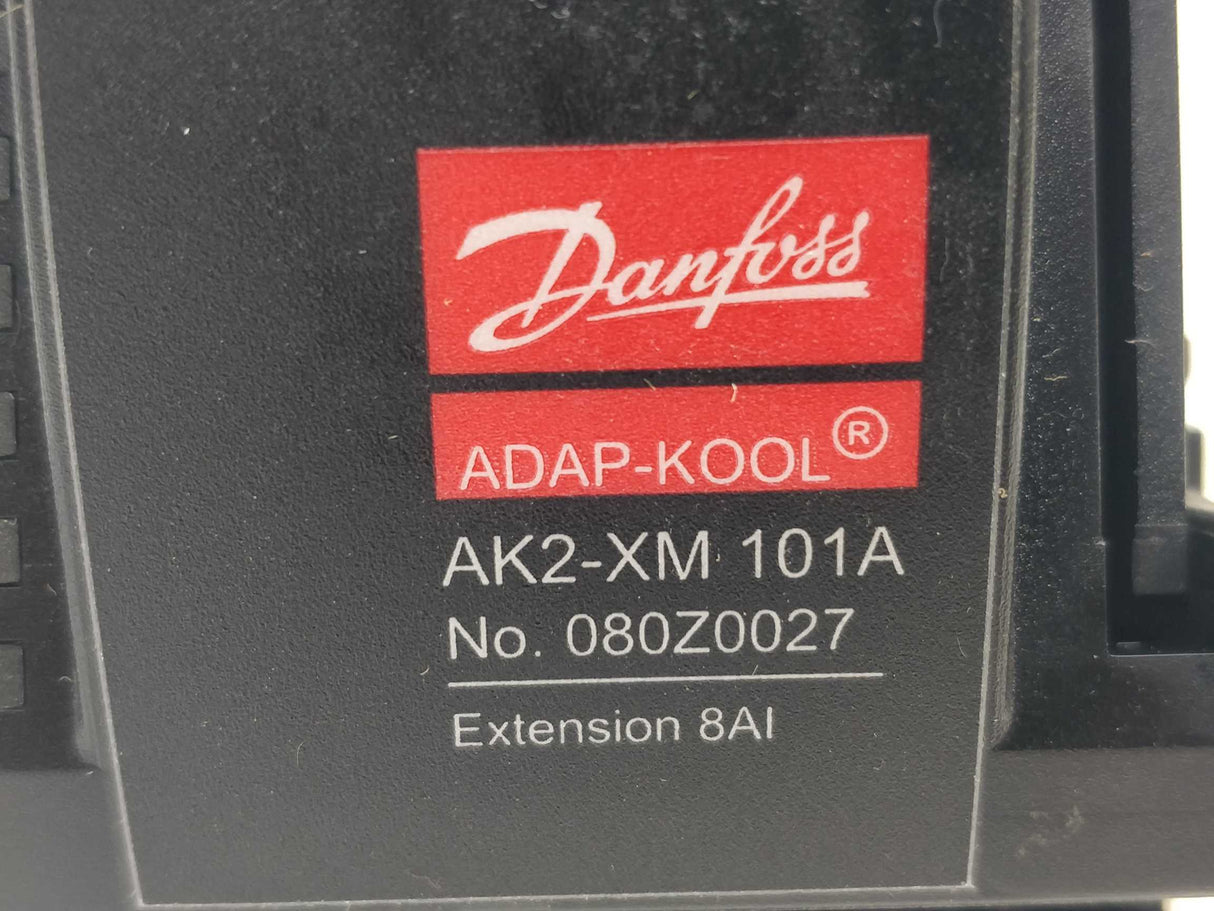 Danfoss
ADAP-KOOL®
AK2-XM 101A
No. 080Z0027
Extension 8AI